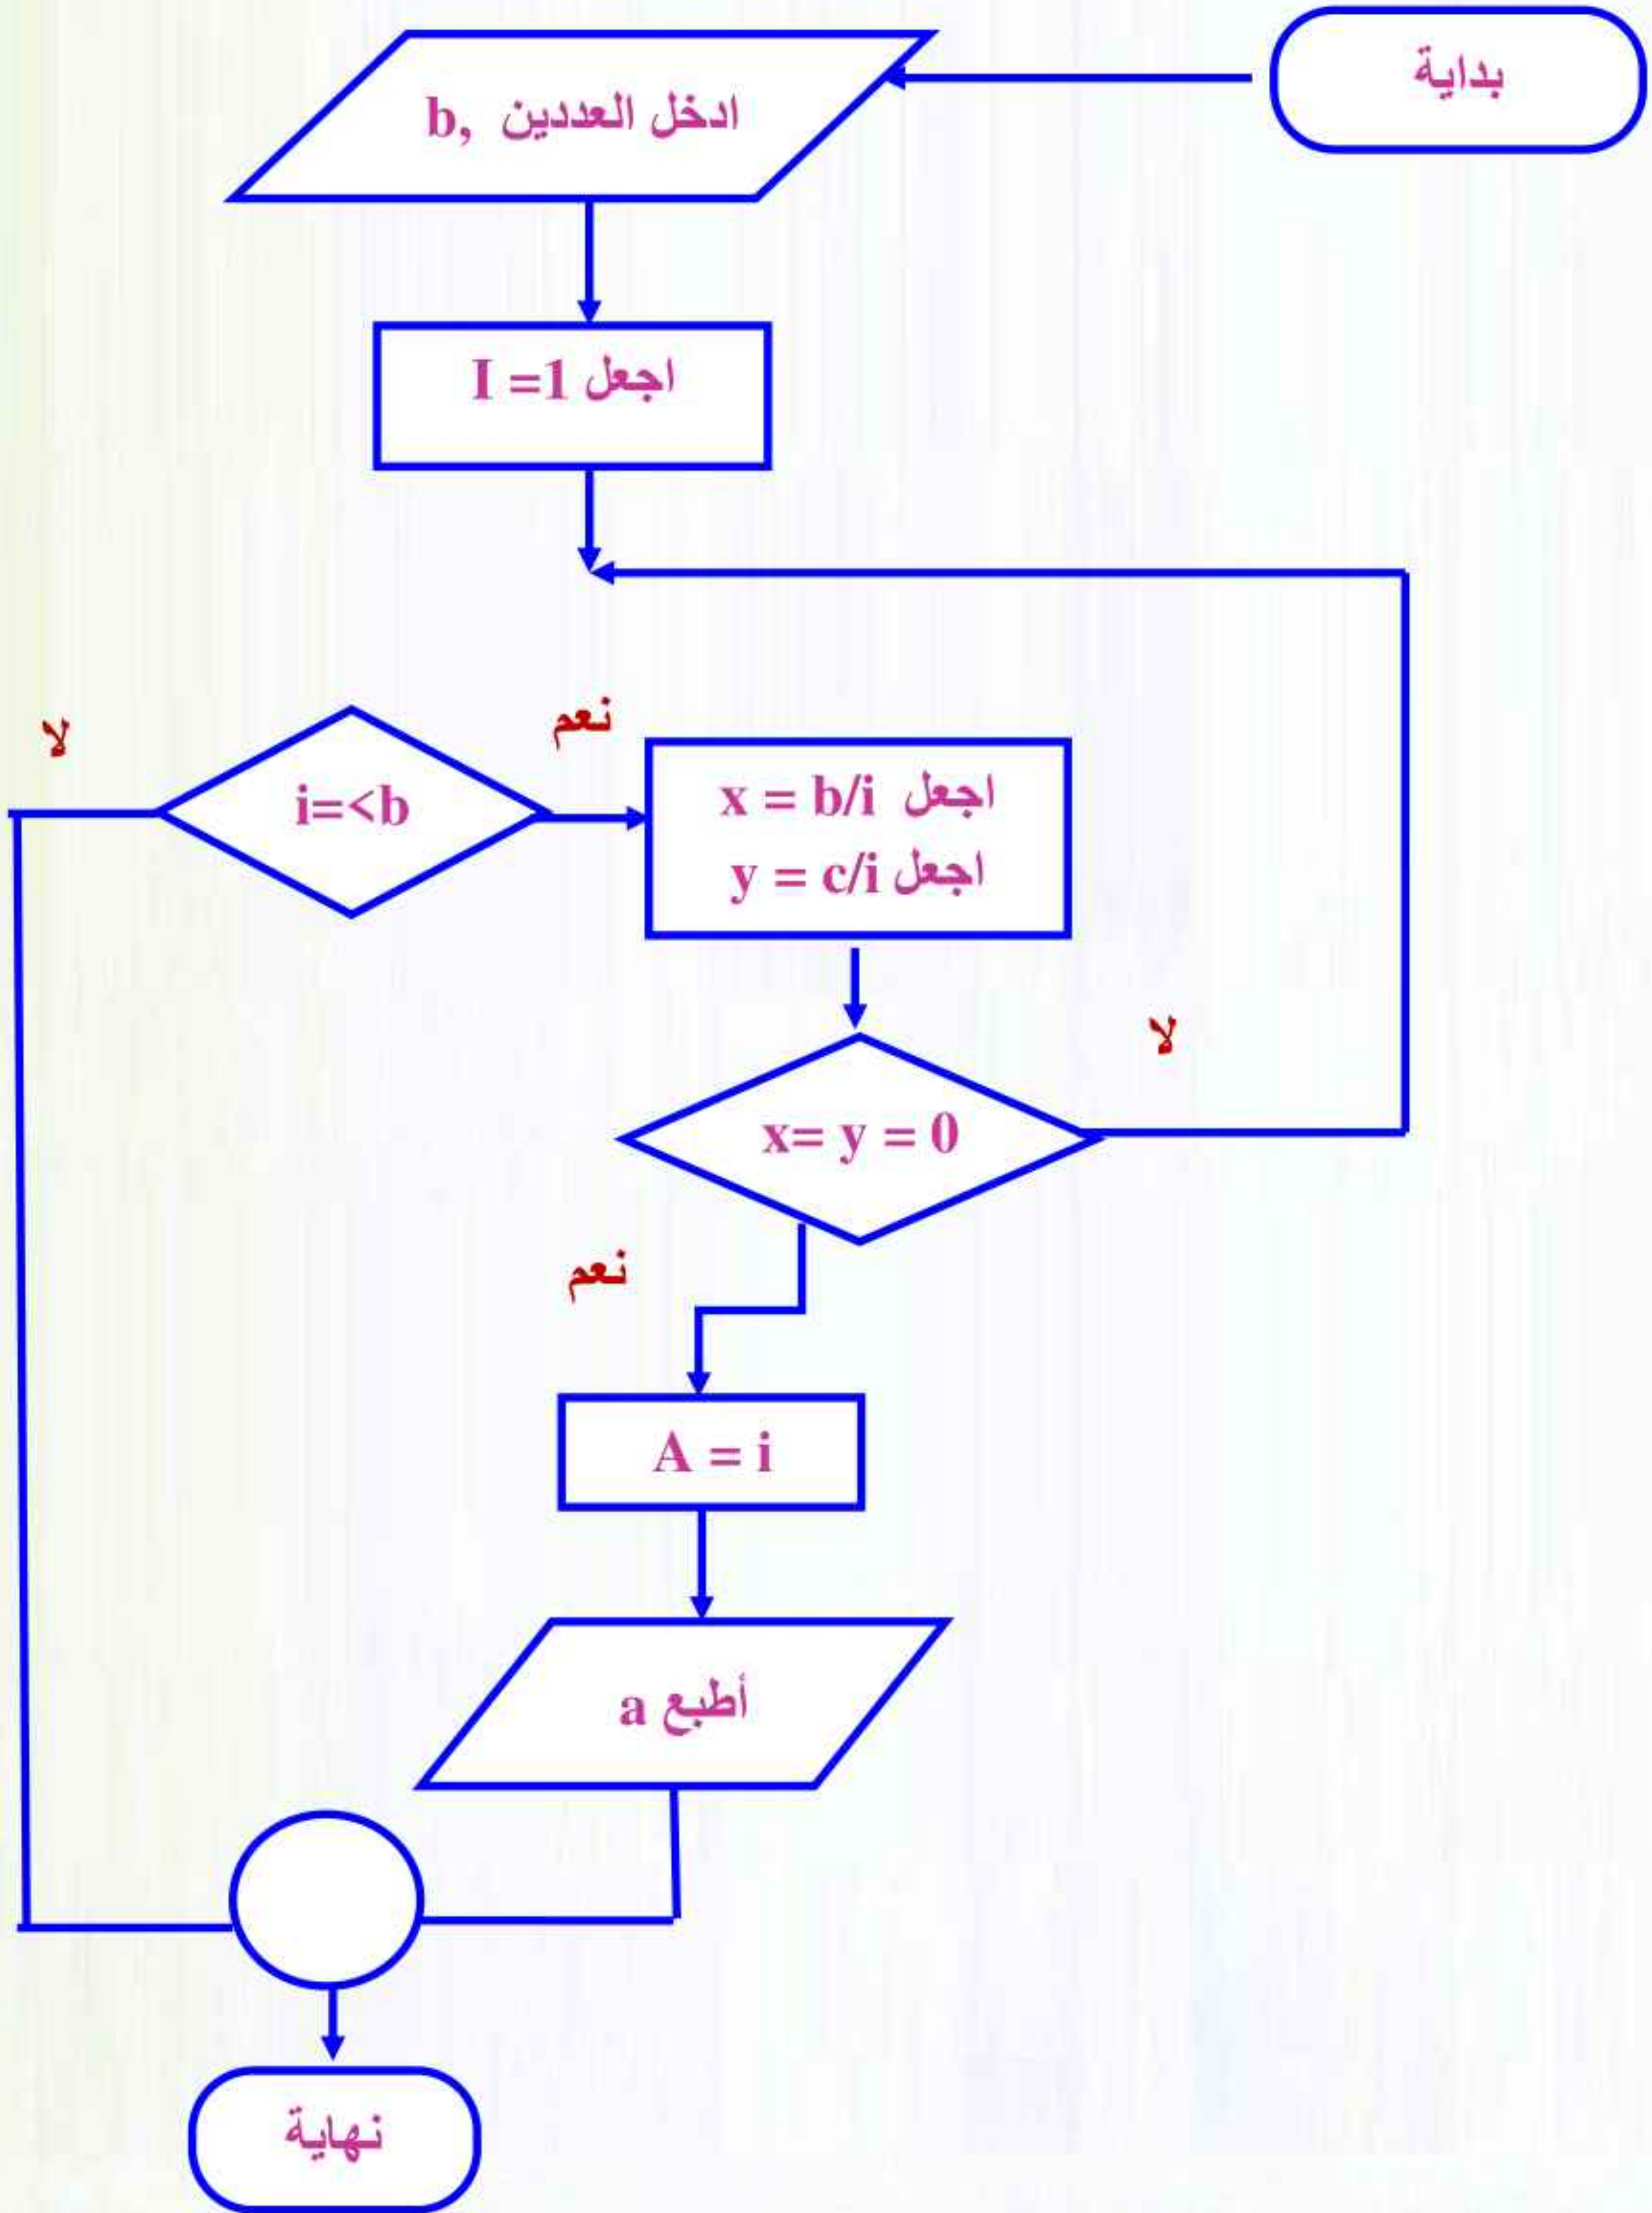 بداية
ادخل العددين b,
اجعل I =1
لا
نعم
i=<b
اجعل x = b/i
اجعل y = c/i
لا
x= y = 0
نعم
A = i
أطبع a
نهاية